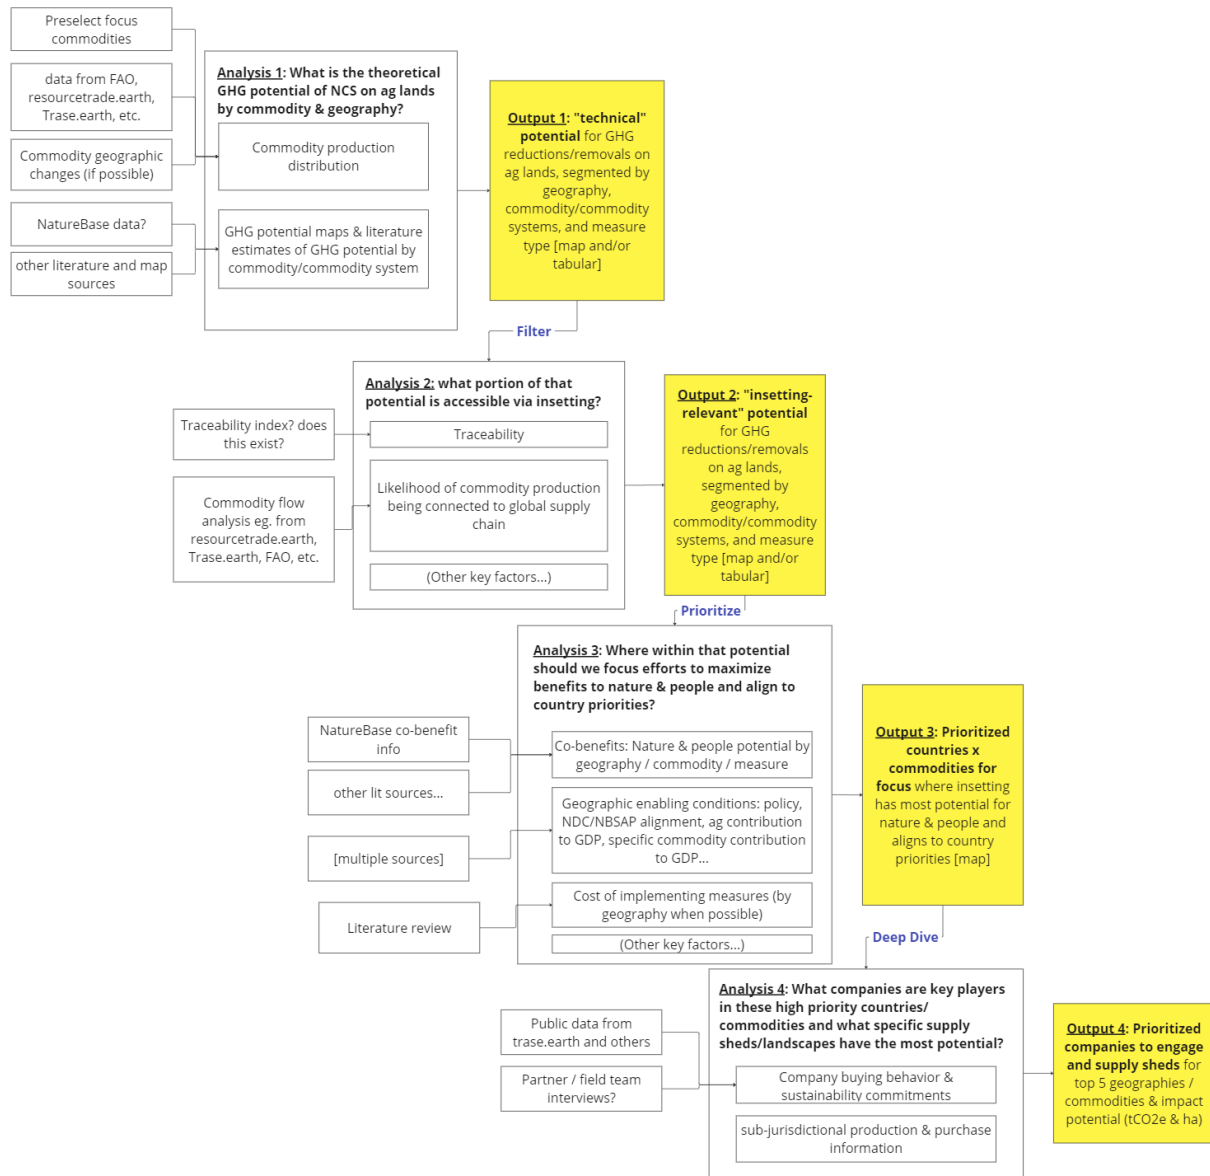 Preselect focus
commodities
data from FAO,
resourcetrade.earth,
Trase.earth, etc.
Commodity geographic
changes (if possible)
NatureBase data?
other literature and map
sources
Analysis 1: What is the theoretical
GHG potential of NCS on ag lands
by commodity & geography?
Commodity production
distribution
GHG potential maps & literature
estimates of GHG potential by
commodity/commodity system
Output 1: "technical"
potential for GHG
reductions/removals on
ag lands, segmented by
geography,
commodity/commodity
systems, and measure
type [map and/or
tabular]
Filter
Traceability index? does
this exist?
Commodity flow
analysis eg. from
resourcetrade.earth,
Trase.earth, FAO, etc.
Analysis 2: what portion of that
potential is accessible via insetting?
Traceability
Likelihood of commodity production
being connected to global supply
chain
(Other key factors...)
Output 2: "insetting-
relevant" potential
for GHG
reductions/removals
on ag lands,
segmented by
geography,
commodity/commodity
systems, and measure
type [map and/or
tabular]
Prioritize
NatureBase co-benefit
info
other lit sources...
[multiple sources]
Literature review
Analysis 3: Where within that potential
should we focus efforts to maximize
benefits to nature & people and align to
country priorities?
Co-benefits: Nature & people potential by
geography / commodity / measure
Geographic enabling conditions: policy,
NDC/NBSAP alignment, ag contribution
to GDP, specific commodity contribution
to GDP...
Cost of implementing measures (by
geography when possible)
(Other key factors...)
Output 3: Prioritized
countries x
commodities for
focus where insetting
has most potential for
nature & people and
aligns to country
priorities [map]
Deep Dive
Public data from
trase.earth and others
Partner / field team
interviews?
Analysis 4: What companies are key players
in these high priority countries/
commodities and what specific supply
sheds/landscapes have the most potential?
Company buying behavior &
sustainability commitments
sub-jurisdictional production & purchase
information
Output 4: Prioritized
companies to engage
and supply sheds for
top 5 geographies /
commodities & impact
potential (tCO2e & ha)